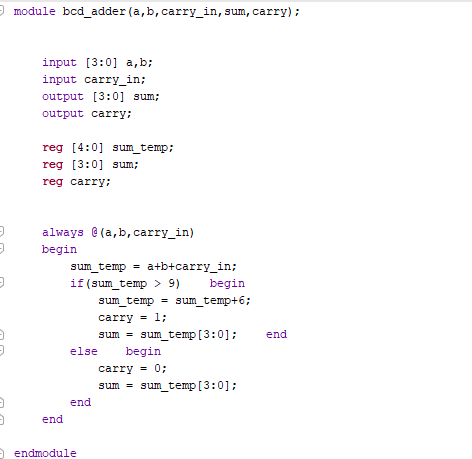 module bcd_adder(a,b,carry_in,sum,carry);
input [3:0] a,b;
input carry_in;
output [3:0] sum;
output carry;
reg [4:0] sum_temp;
reg [3:0] sum;
reg carry;
always @(a,b,carry_in)
begin
sum_temp = a+b+carry_in;
if(sum_temp > 9)    begin
sum_temp = sum_temp+6;
carry = 1;
sum = sum_temp[3:0];    end
else    begin
carry = 0;
sum = sum_temp[3:0];
end
end
endmodule